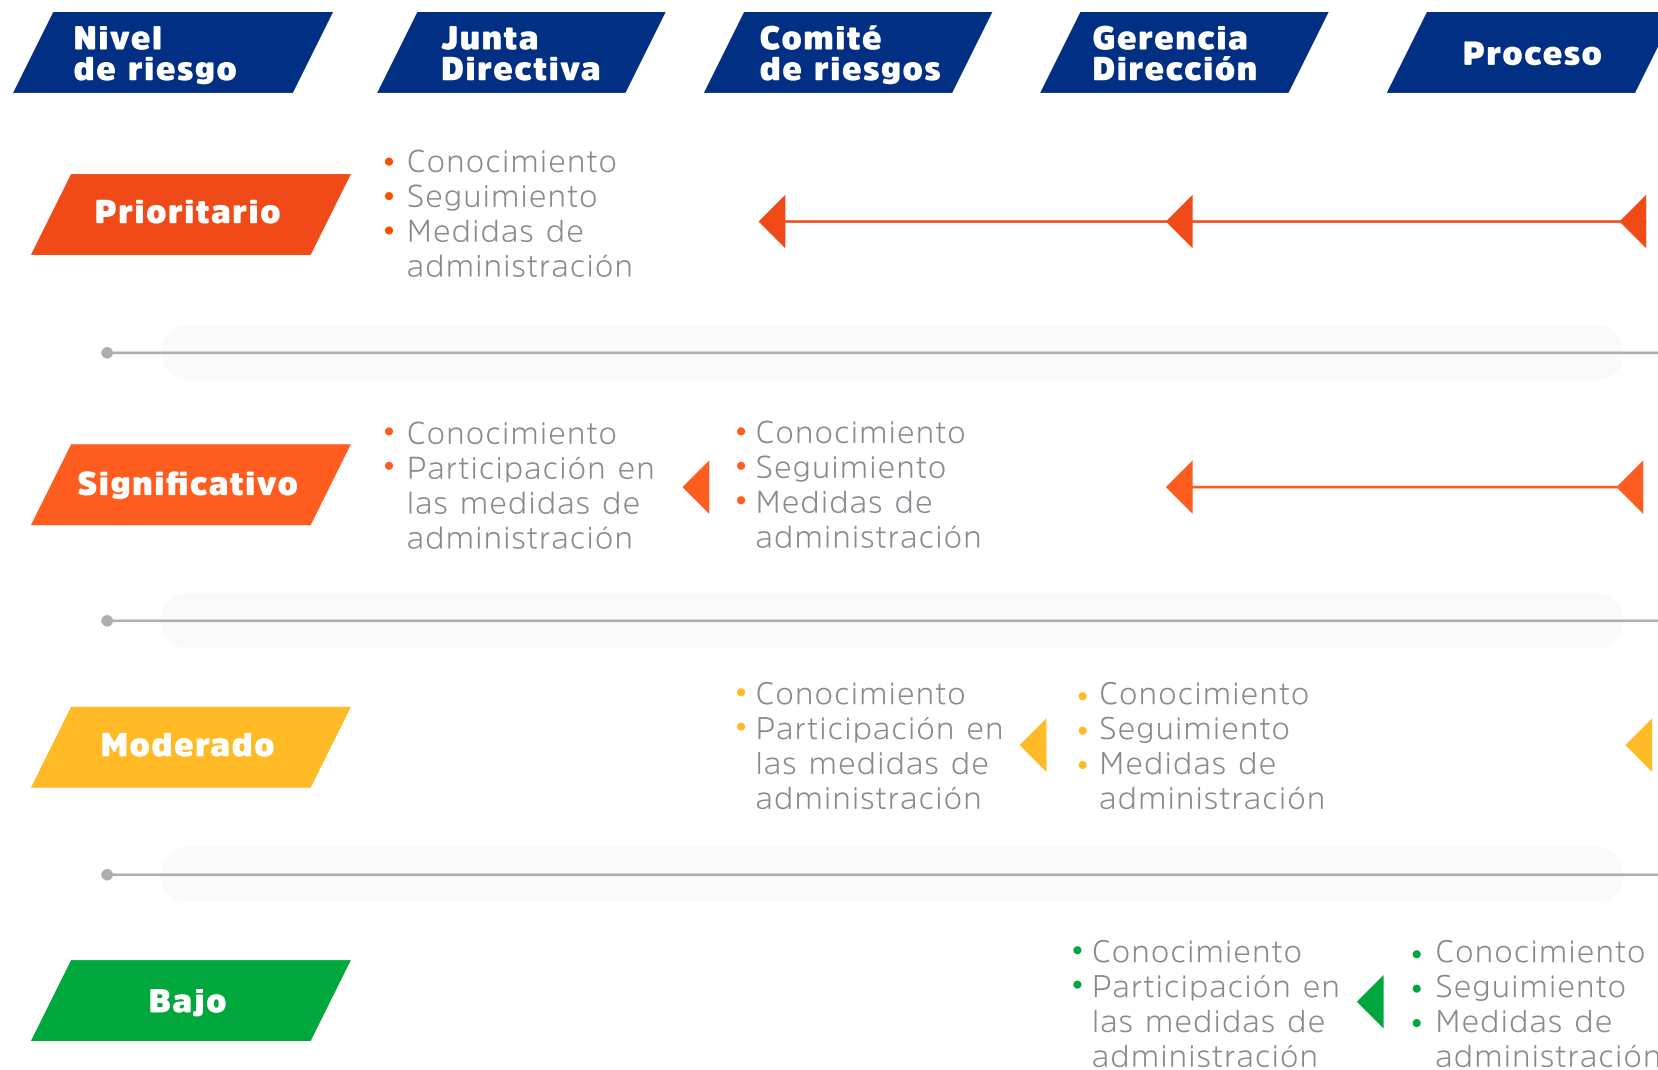 Nivel
de riesgo
Junta
Directiva
Comité
de riesgos
Gerencia
Dirección
Proceso
Prioritario
• Conocimiento
• Seguimiento
• Medidas de
administración
Significativo
• Conocimiento
• Participación en
las medidas de
administración
• Conocimiento
• Seguimiento
• Medidas de
administración
Moderado
• Conocimiento
• Participación en
las medidas de
administración
• Conocimiento
• Seguimiento
• Medidas de
administración
Bajo
• Conocimiento
• Participación en
las medidas de
administración
• Conocimiento
• Seguimiento
• Medidas de
administración